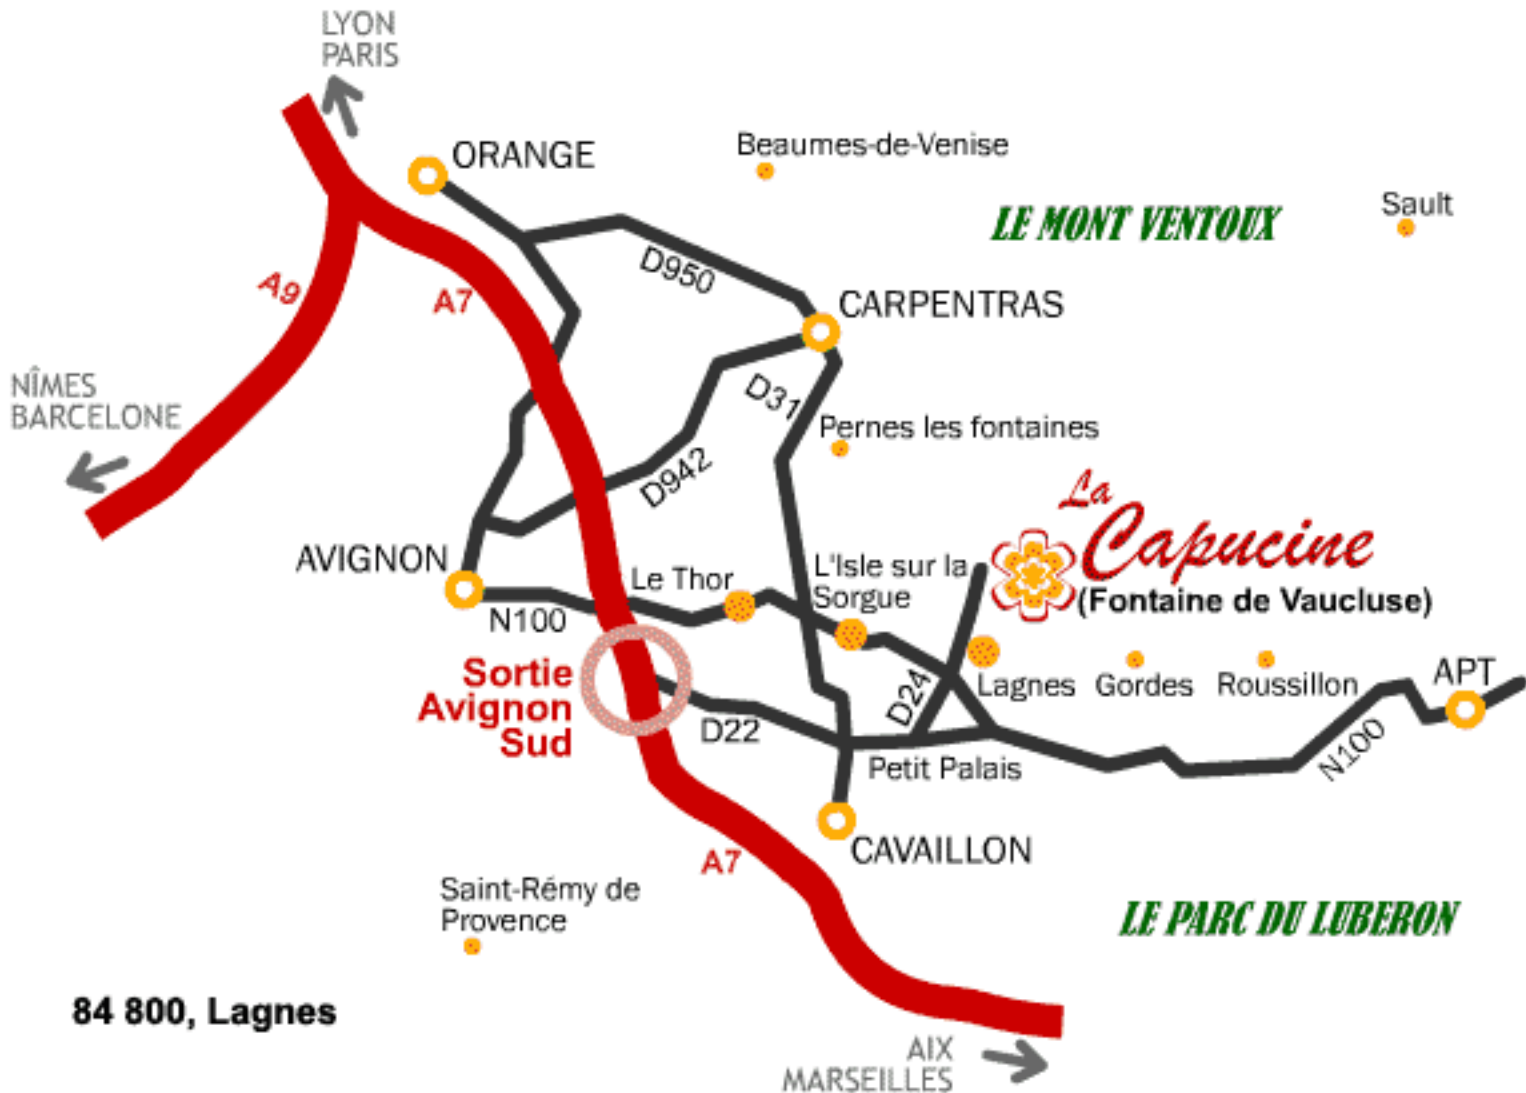 LYON
PARIS
ORANGE
Beaumes-de-Venise
LE MONT VENTOUX
Sault
D950
A9
A7
CARPENTRAS
NÎMES
BARCELONE
D31
Pernes les fontaines
D942
La
Capucine
(Fontaine de Vaucluse)
AVIGNON
Le Thor
L'Isle sur la
Sorgue
N100
Sortie
Avignon
Sud
D22
D24
Lagnes
Gordes
Roussillon
APT
N100
Petit Palais
CAVAILLON
A7
Saint-Rémy de
Provence
LE PARC DU LUBERON
84 800, Lagnes
AIX
MARSEILLES